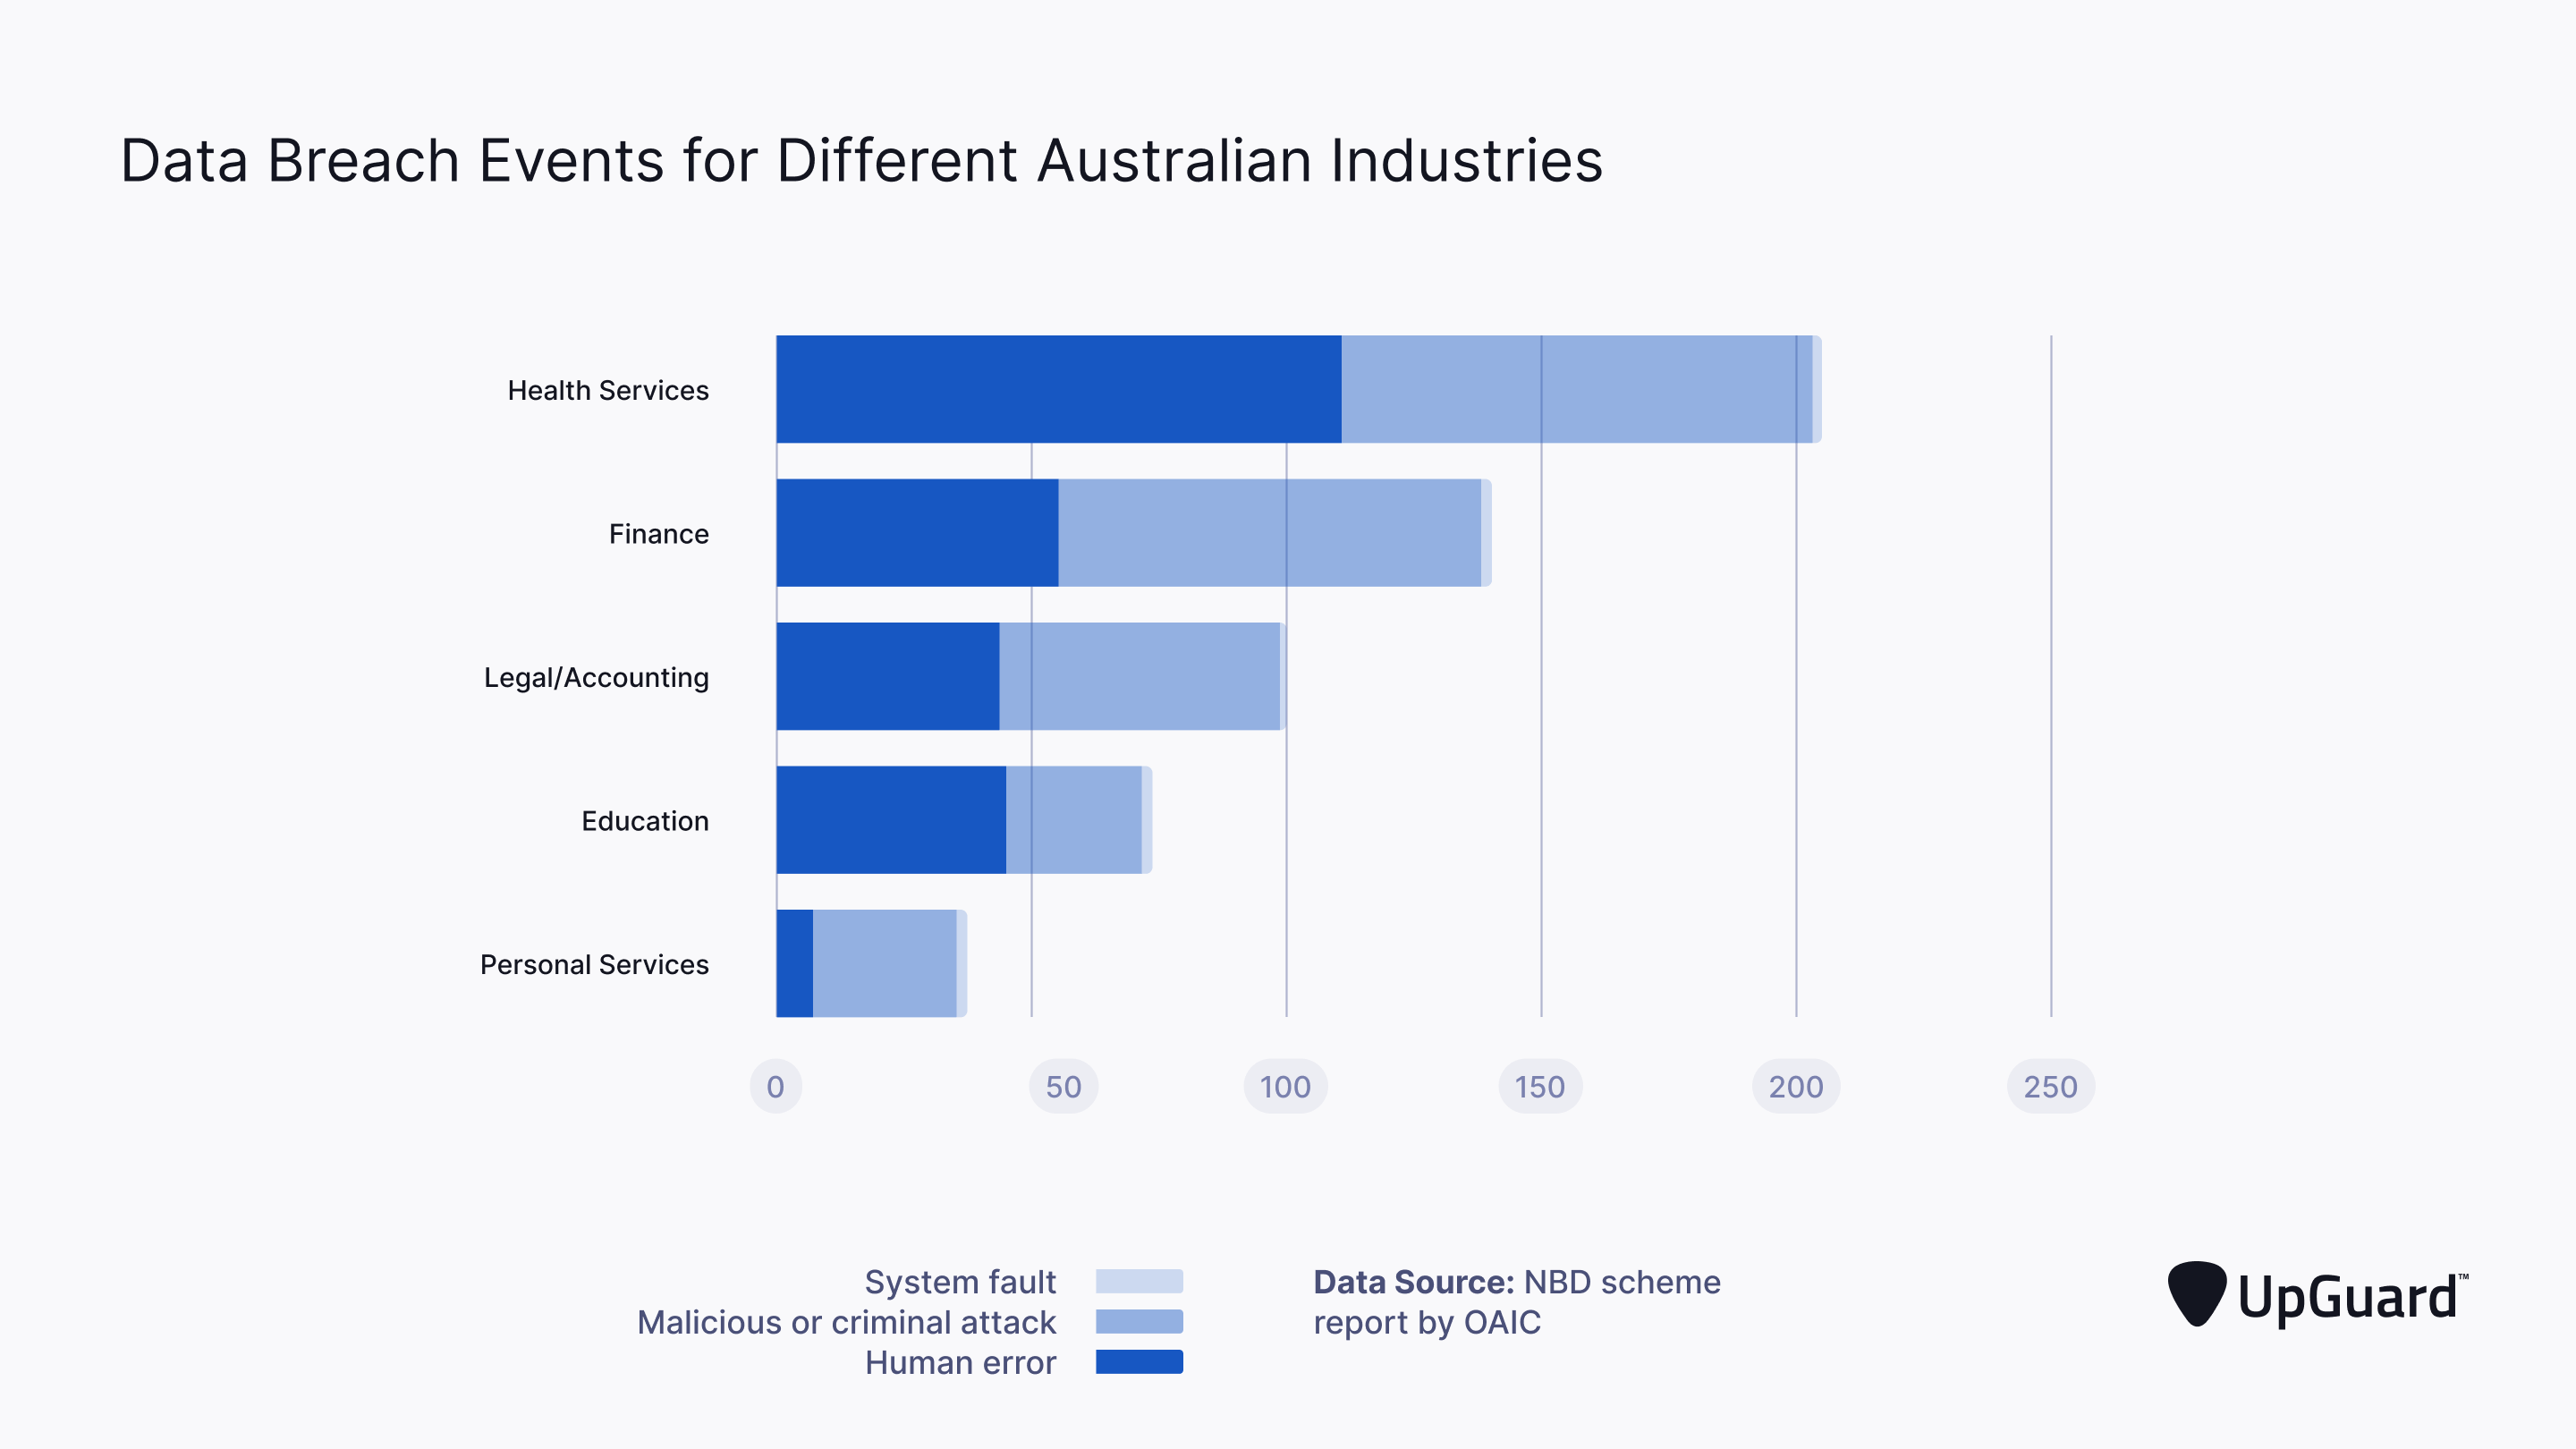 Data Breach Events for Different Australian Industries
Health Services
Finance
Legal/Accounting
Education
Personal Services
0 50 100 150 200 250
System fault
Malicious or criminal attack
Human error
Data Source: NBD scheme
report by OAIC
UpGuard™